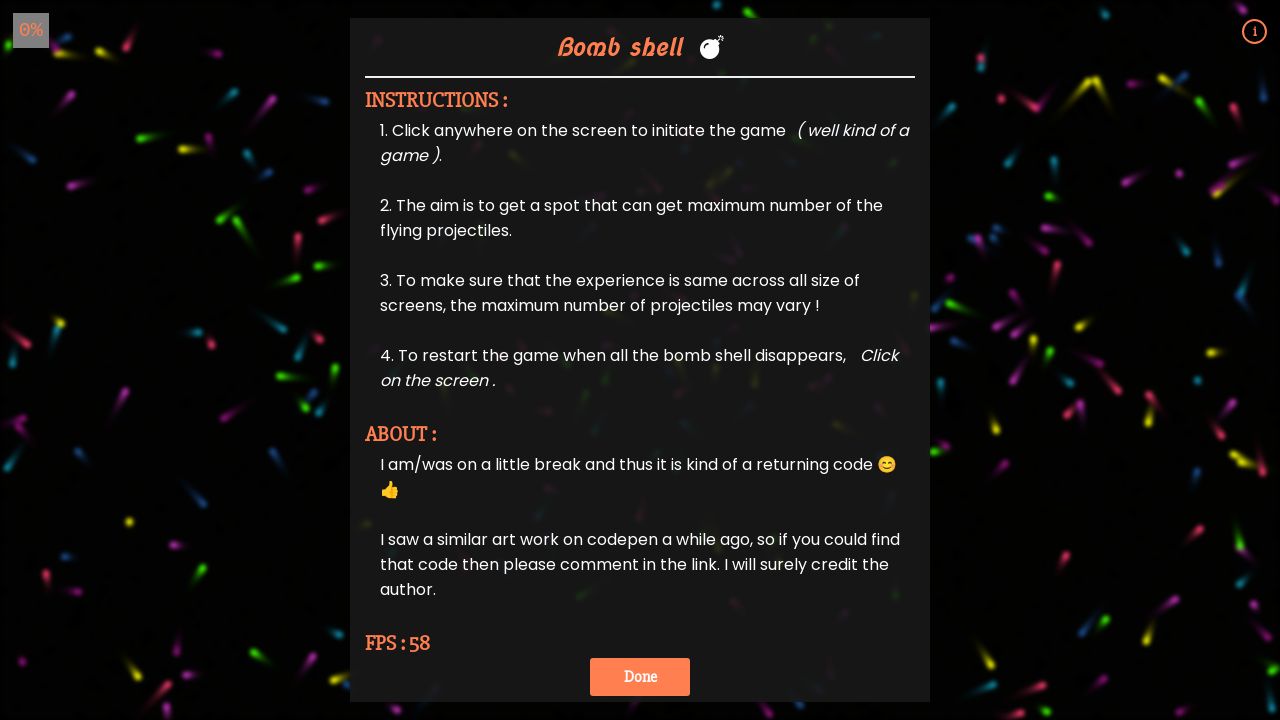 0%
Bomb shell 💣
i
INSTRUCTIONS :
1. Click anywhere on the screen to initiate the game ( well kind of a
game ).
2. The aim is to get a spot that can get maximum number of the
flying projectiles.
3. To make sure that the experience is same across all size of
screens, the maximum number of projectiles may vary !
4. To restart the game when all the bomb shell disappears, Click
on the screen .
ABOUT :
I am/was on a little break and thus it is kind of a returning code 😊
👍
I saw a similar art work on codepen a while ago, so if you could find
that code then please comment in the link. I will surely credit the
author.
FPS : 58
Done